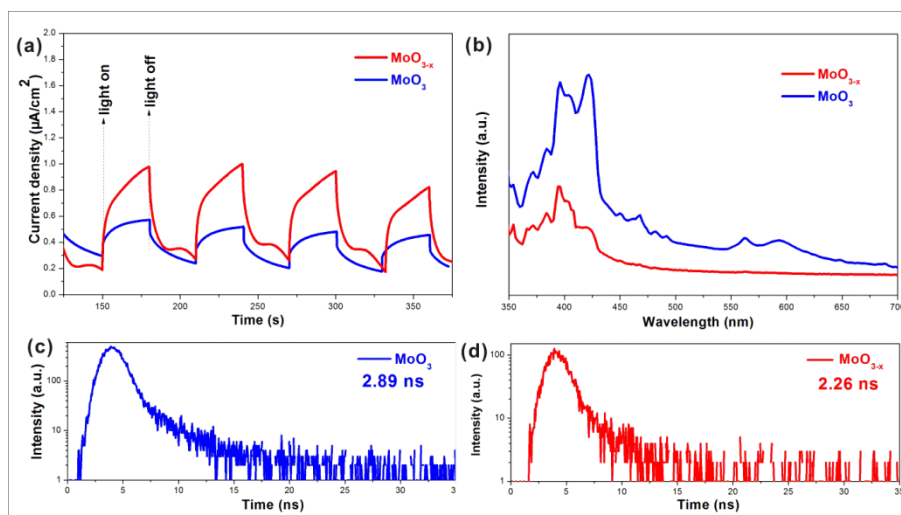 (a)
MoO3-x
MoO3
light on
light off
Current density (μA/cm²)
2.0
1.8
1.6
1.4
1.2
1.0
0.8
0.6
0.4
0.2
0.0
150 200 250 300 350
Time (s)
(b)
MoO3-x
MoO3
Intensity (a.u.)
350 400 450 500 550 600 650 700
Wavelength (nm)
(c)
MoO3
2.89 ns
Intensity (a.u.)
100
10
1
0 5 10 15 20 25 30 35
Time (ns)
(d)
MoO3-x
2.26 ns
Intensity (a.u.)
100
10
1
0 5 10 15 20 25 30 35
Time (ns)